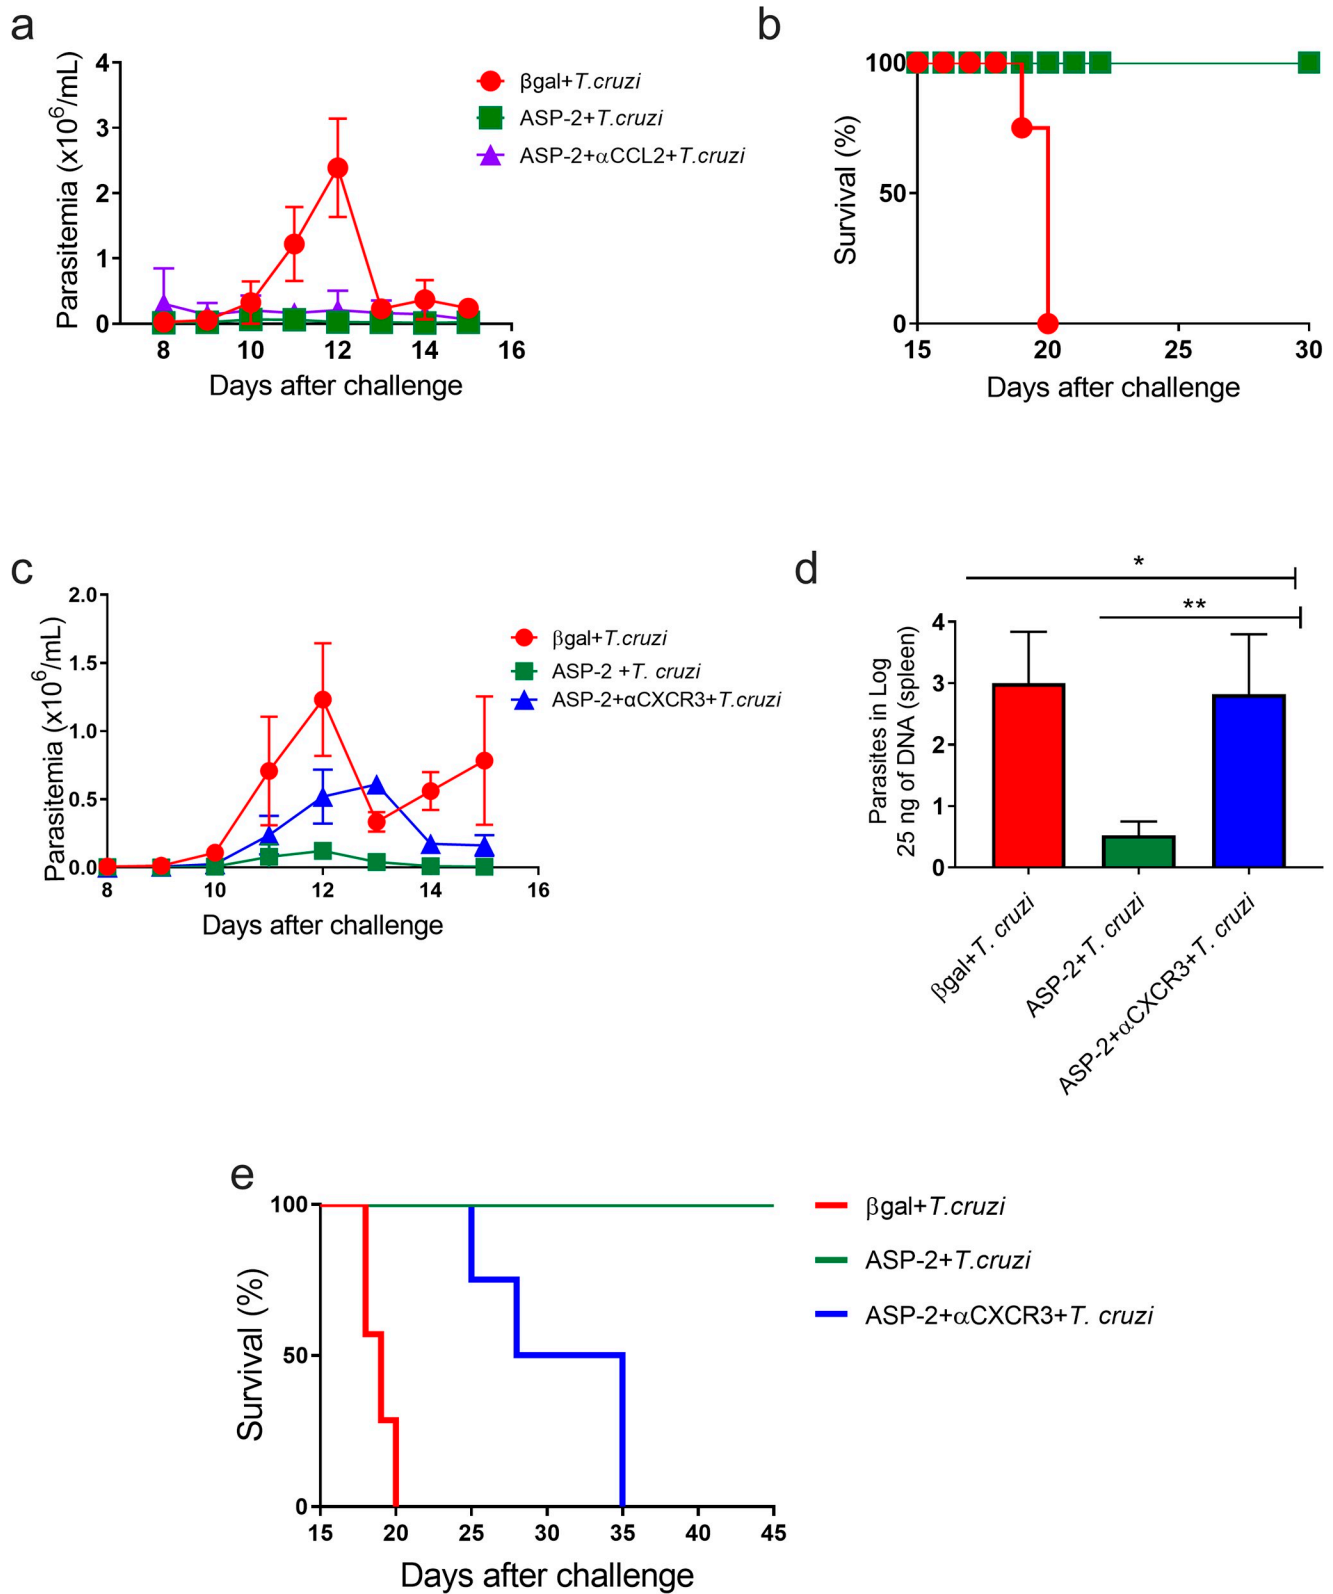 a
Parasitemia (x10⁶/mL)
4
3
2
1
0
8 10 12 14 16
Days after challenge
βgal+T.cruzi
ASP-2+T.cruzi
ASP-2+αCCL2+T.cruzi
b
Survival (%)
100
50
0
15 20 25 30
Days after challenge
c
Parasitemia (x10⁶/mL)
2.0
1.5
1.0
0.5
0.0
8 10 12 14 16
Days after challenge
βgal+T.cruzi
ASP-2 +T. cruzi
ASP-2+αCXCR3+T.cruzi
d
*
**
Parasites in Log
25 ng of DNA (spleen)
4
3
2
1
0
βgal+T. cruzi
ASP-2+T. cruzi
ASP-2+αCXCR3+T. cruzi
e
Survival (%)
100
50
0
15 20 25 30 35 40 45
Days after challenge
βgal+T.cruzi
ASP-2+T.cruzi
ASP-2+αCXCR3+T. cruzi